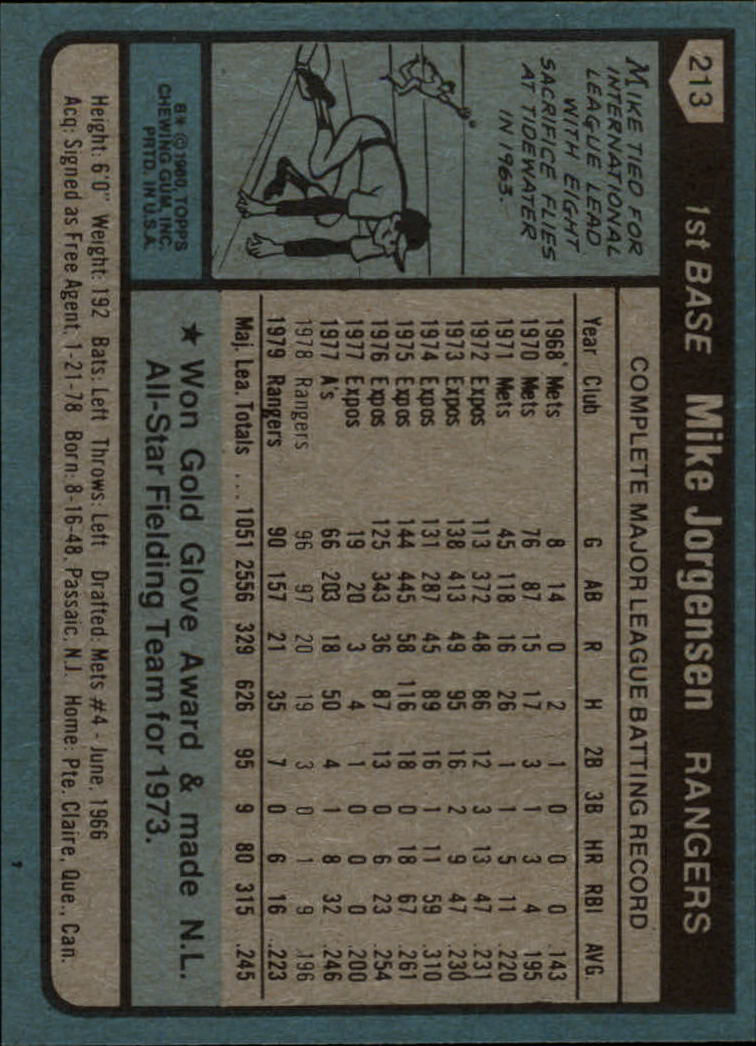 213
1st BASE Mike Jorgensen RANGERS
MIKE TIED FOR
INTERNATIONAL
LEAGUE LEAD
WITH EIGHT
SACRIFICE FLIES
AT TIDEWATER
IN 1963.
8* © 1980, TOPPS
CHEWING GUM, INC.
PRTD. IN U.S.A.
COMPLETE MAJOR LEAGUE BATTING RECORD
Year Club G AB R H 2B 3B HR RBI AVG.
1968 Mets 8 14 0 2 1 0 0 0 .143
1970 Mets 76 87 15 17 3 1 3 4 .195
1971 Mets 45 118 16 26 1 1 5 11 .220
1972 Expos 113 372 48 86 12 3 13 47 .231
1973 Expos 138 413 49 95 16 2 9 47 .230
1974 Expos 131 287 45 89 16 1 11 59 .310
1975 Expos 144 445 58 116 18 0 18 67 .261
1976 Expos 125 343 36 87 13 0 6 23 .254
1977 Expos 19 20 3 4 1 0 0 0 .200
1977 A's 66 203 18 50 4 1 8 32 .246
1978 Rangers 96 97 20 19 3 0 1 9 .196
1979 Rangers 90 157 21 35 7 0 6 16 .223
Maj. Lea. Totals ... 1051 2556 329 626 95 9 80 315 .245
★ Won Gold Glove Award & made N.L.
All-Star Fielding Team for 1973.
Height: 6'0" Weight: 192 Bats: Left Throws: Left Drafted: Mets #4 - June, 1966
Acq: Signed as Free Agent, 1-21-78 Born: 8-16-48, Passaic, N.J. Home: Pte. Claire, Que., Can.